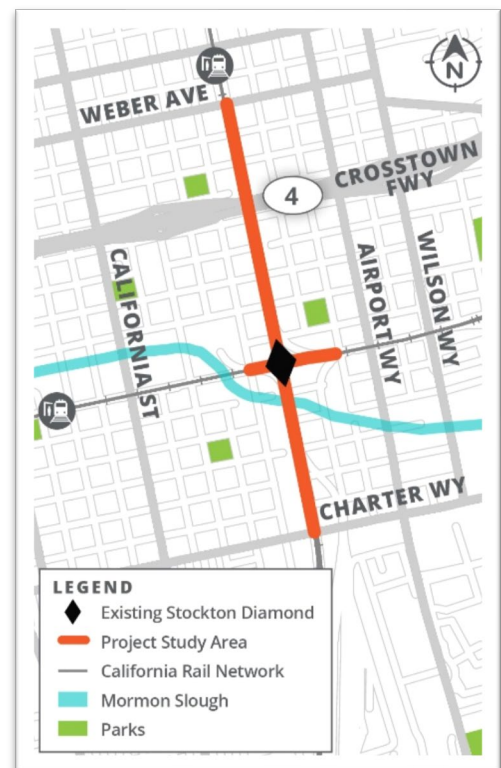 N
WEBER AVE
CROSSTOWN
FWY
4
CALIFORNIA ST
AIRPORT WY
WILSON WY
CHARTER WY
LEGEND
Existing Stockton Diamond
Project Study Area
California Rail Network
Mormon Slough
Parks